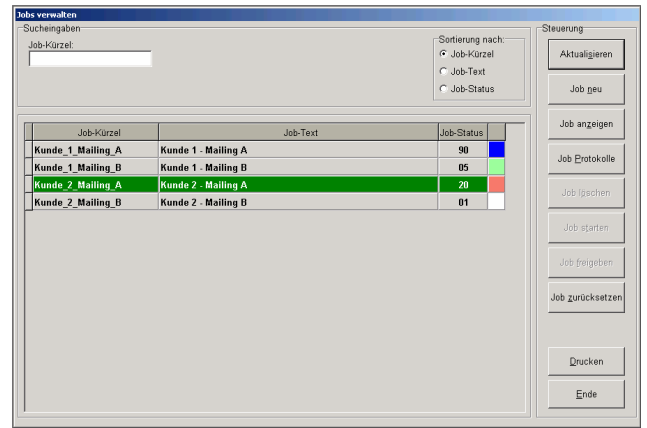 Jobs verwalten
Sucheingaben
Job-Kürzel:
Sortierung nach:
Job-Kürzel
Job-Text
Job-Status
Job-Kürzel Job-Text Job-Status
Kunde_1_Mailing_A Kunde 1 - Mailing A 90
Kunde_1_Mailing_B Kunde 1 - Mailing B 05
Kunde_2_Mailing_A Kunde 2 - Mailing A 20
Kunde_2_Mailing_B Kunde 2 - Mailing B 01
Steuerung
Aktualisieren
Job neu
Job anzeigen
Job Protokolle
Job löschen
Job starten
Job freigeben
Job zurücksetzen
Drucken
Ende